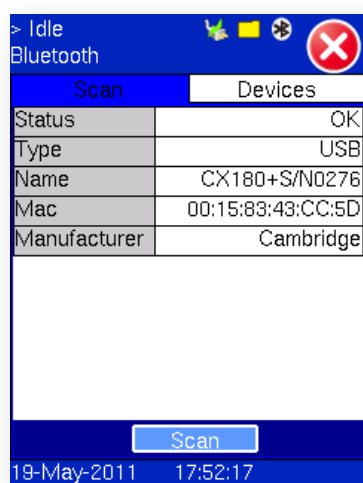 > Idle
Bluetooth
Scan Devices
Status OK
Type USB
Name CX180+S/N0276
Mac 00:15:83:43:CC:5D
Manufacturer Cambridge
Scan
19-May-2011 17:52:17